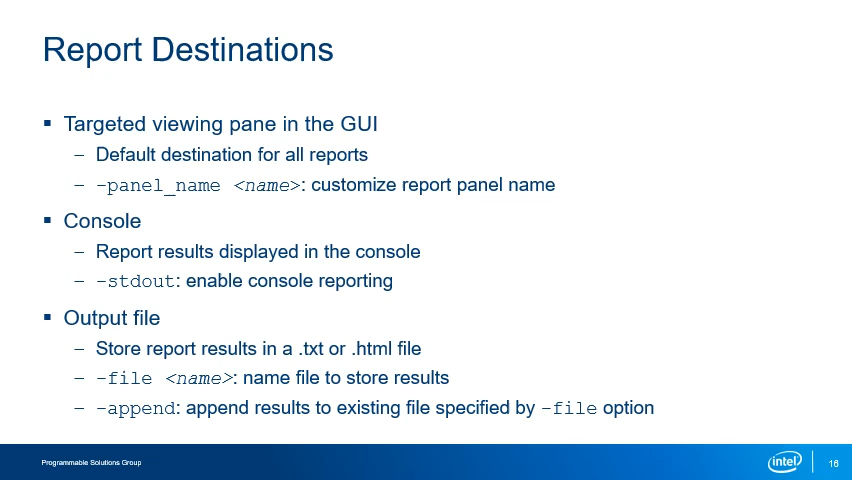 Report Destinations
▪ Targeted viewing pane in the GUI
– Default destination for all reports
– -panel_name <name>: customize report panel name
▪ Console
– Report results displayed in the console
– -stdout: enable console reporting
▪ Output file
– Store report results in a .txt or .html file
– -file <name>: name file to store results
– -append: append results to existing file specified by -file option
Programmable Solutions Group
intel
16